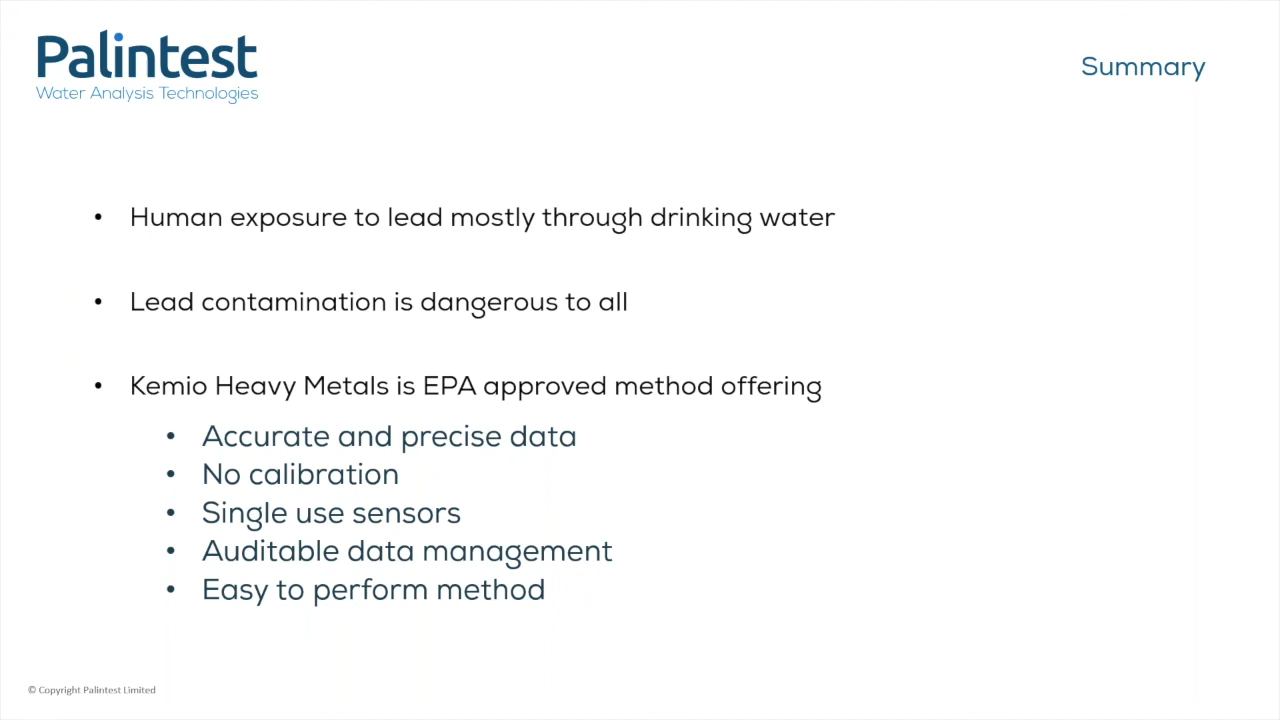 Palintest
Water Analysis Technologies
Summary
• Human exposure to lead mostly through drinking water
• Lead contamination is dangerous to all
• Kemio Heavy Metals is EPA approved method offering
• Accurate and precise data
• No calibration
• Single use sensors
• Auditable data management
• Easy to perform method
© Copyright Palintest Limited